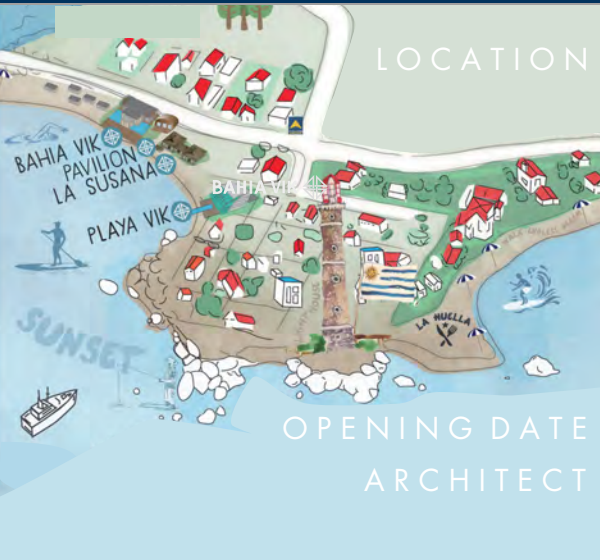 LOCATION
BAHIA VIK
PAVILION
LA SUSANA
BAHIA VIK
PLAYA VIK
LA HUELLA
SUNSET
OPENING DATE
ARCHITECT